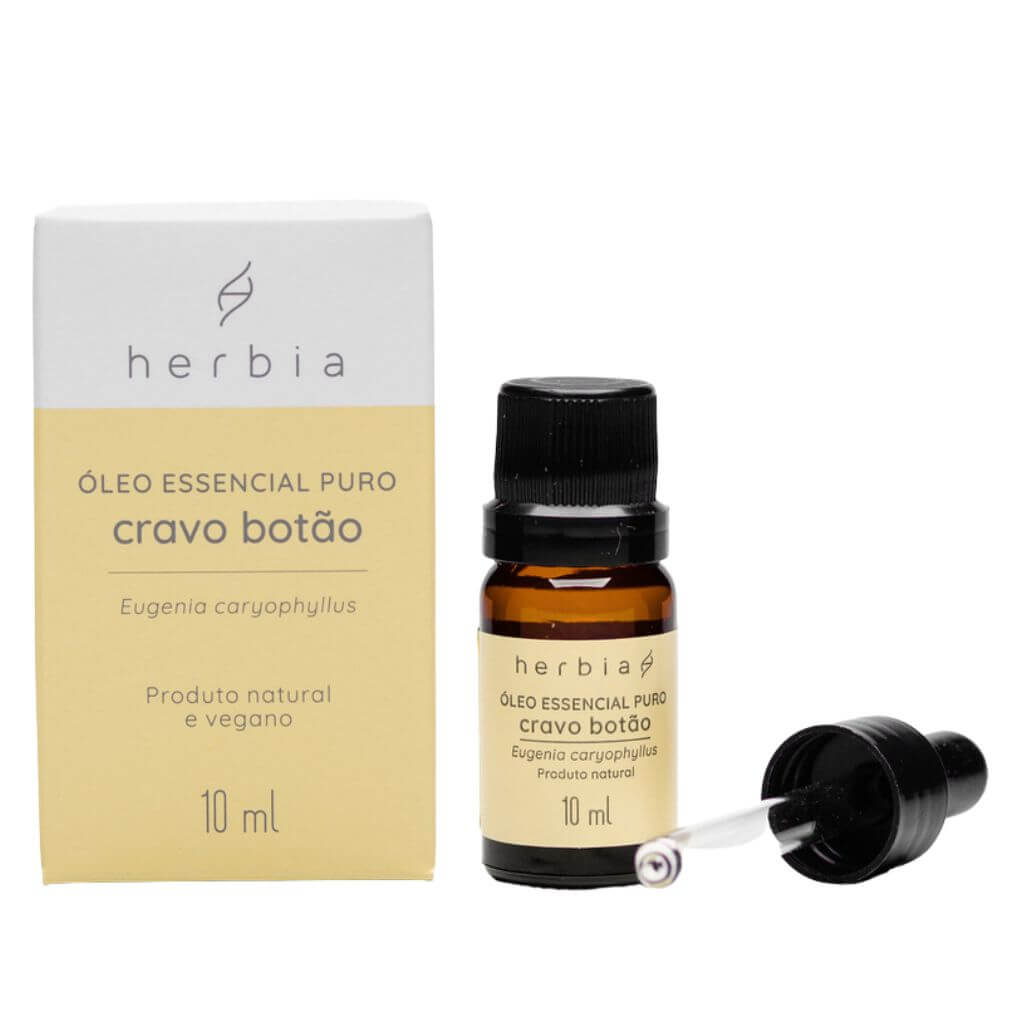 herbia
ÓLEO ESSENCIAL PURO
cravo botão
Eugenia caryophyllus
Produto natural
e vegano
10 ml
herbia
ÓLEO ESSENCIAL PURO
cravo botão
Eugenia caryophyllus
Produto natural
10 ml